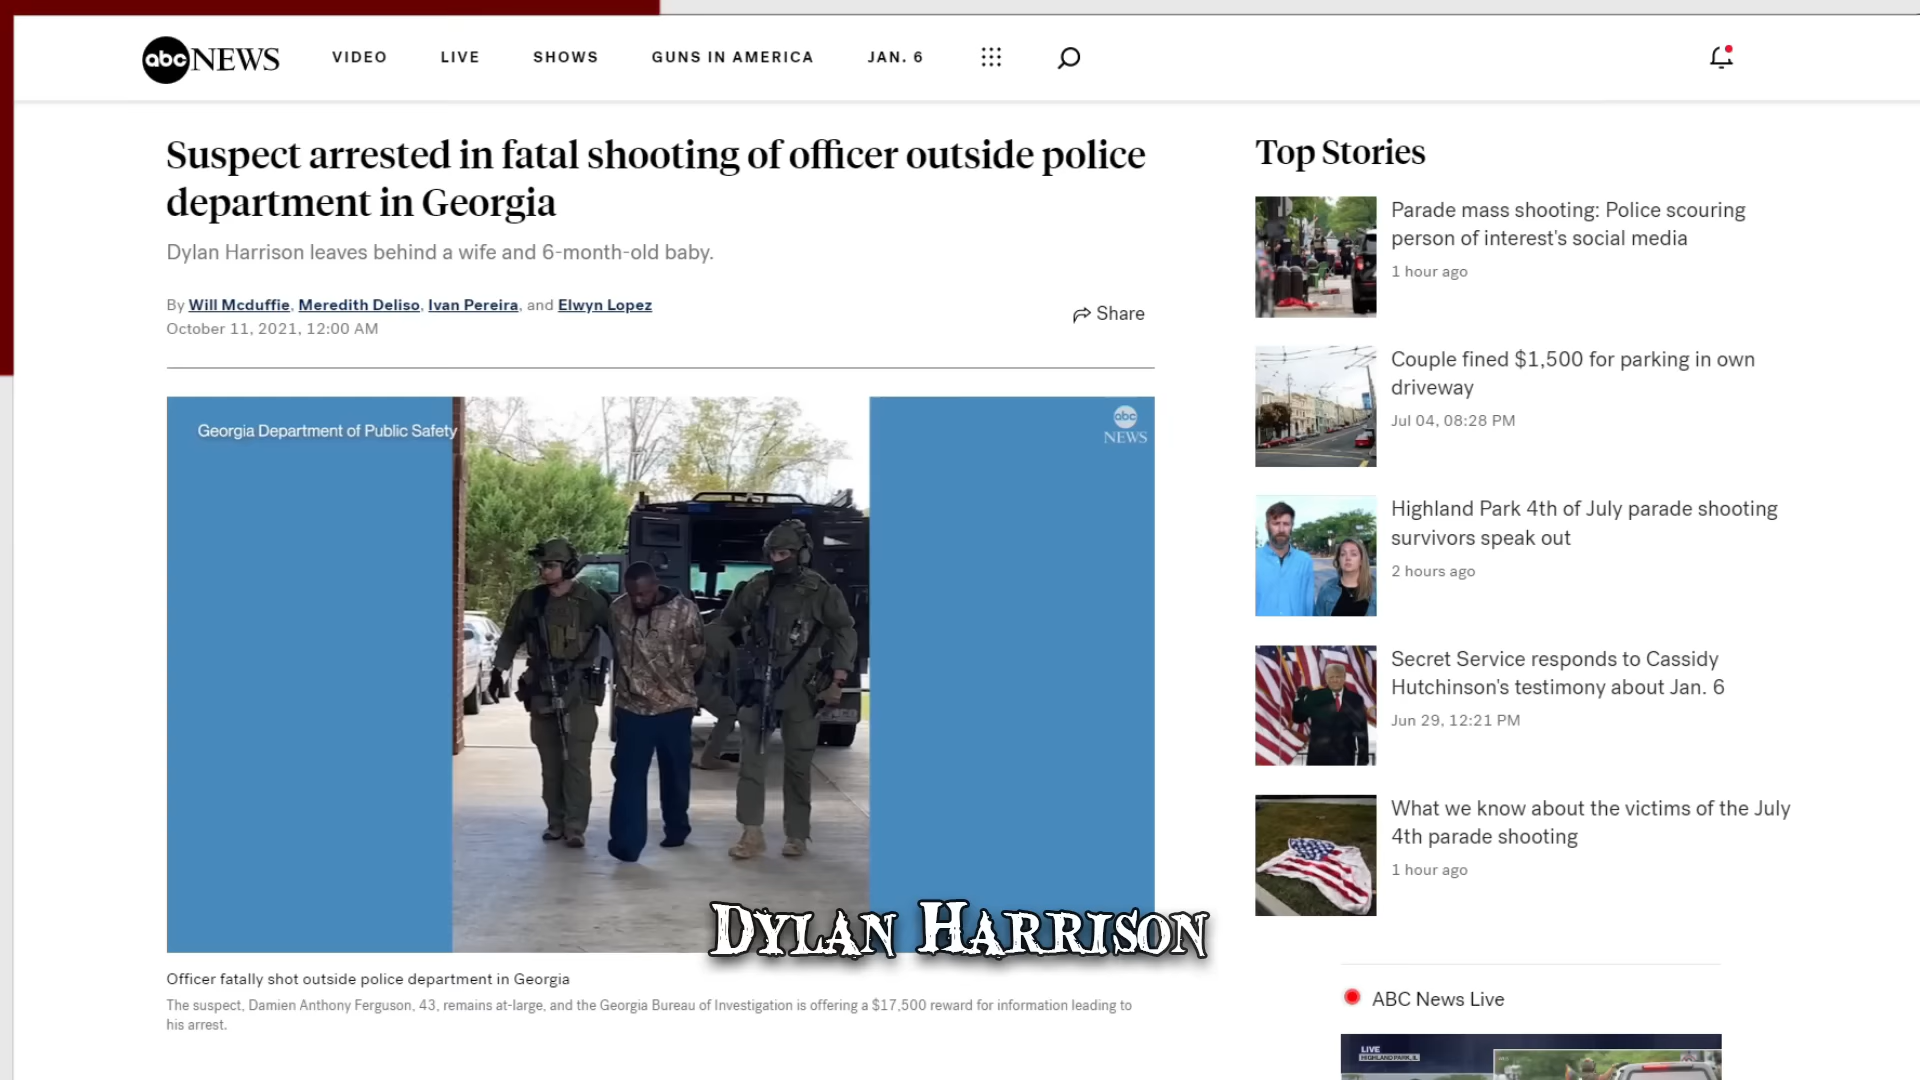 abc NEWS
VIDEO
LIVE
SHOWS
GUNS IN AMERICA
JAN. 6
Suspect arrested in fatal shooting of officer outside police
department in Georgia
Dylan Harrison leaves behind a wife and 6-month-old baby.
By Will Mcduffie, Meredith Deliso, Ivan Pereira, and Elwyn Lopez
October 11, 2021, 12:00 AM
Share
Georgia Department of Public Safety
abc
NEWS
DYLAN HARRISON
Officer fatally shot outside police department in Georgia
The suspect, Damien Anthony Ferguson, 43, remains at-large, and the Georgia Bureau of Investigation is offering a $17,500 reward for information leading to
his arrest.
Top Stories
Parade mass shooting: Police scouring
person of interest's social media
1 hour ago
Couple fined $1,500 for parking in own
driveway
Jul 04, 08:28 PM
Highland Park 4th of July parade shooting
survivors speak out
2 hours ago
Secret Service responds to Cassidy
Hutchinson's testimony about Jan. 6
Jun 29, 12:21 PM
What we know about the victims of the July
4th parade shooting
1 hour ago
ABC News Live
LIVE
HIGHLAND PARK, IL